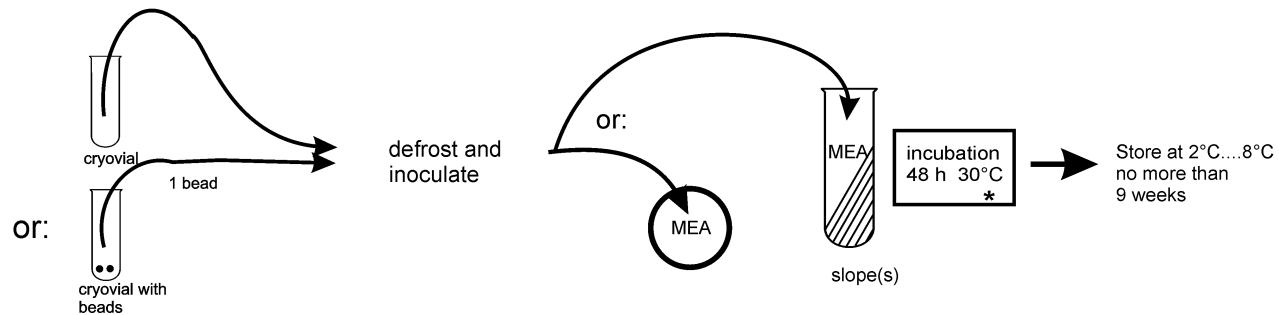 cryovial
1 bead
or:
cryovial with
beads
defrost and
inoculate
or:
MEA
MEA
slope(s)
incubation
48 h 30°C
*
Store at 2°C....8°C
no more than
9 weeks